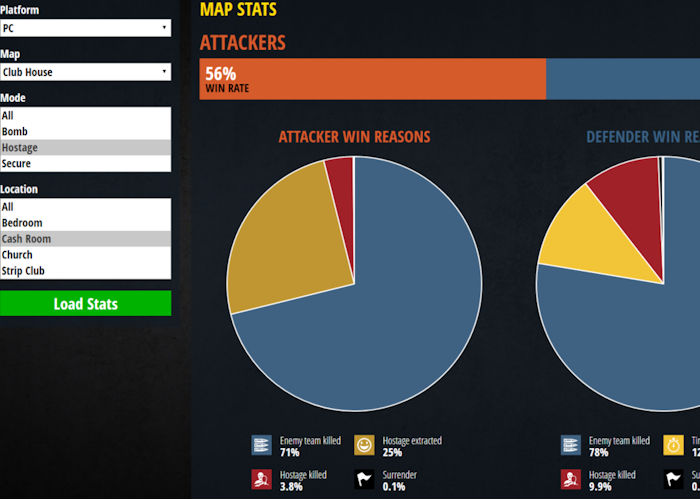 Platform
PC
Map
Club House
Mode
All
Bomb
Hostage
Secure
Location
All
Bedroom
Cash Room
Church
Strip Club
Load Stats
MAP STATS
ATTACKERS
56%
WIN RATE
ATTACKER WIN REASONS
Enemy team killed
71%
Hostage extracted
25%
Hostage killed
3.8%
Surrender
0.1%
DEFENDER WIN RE
Enemy team killed
78%
Ti
12
Hostage killed
9.9%
Su
0.